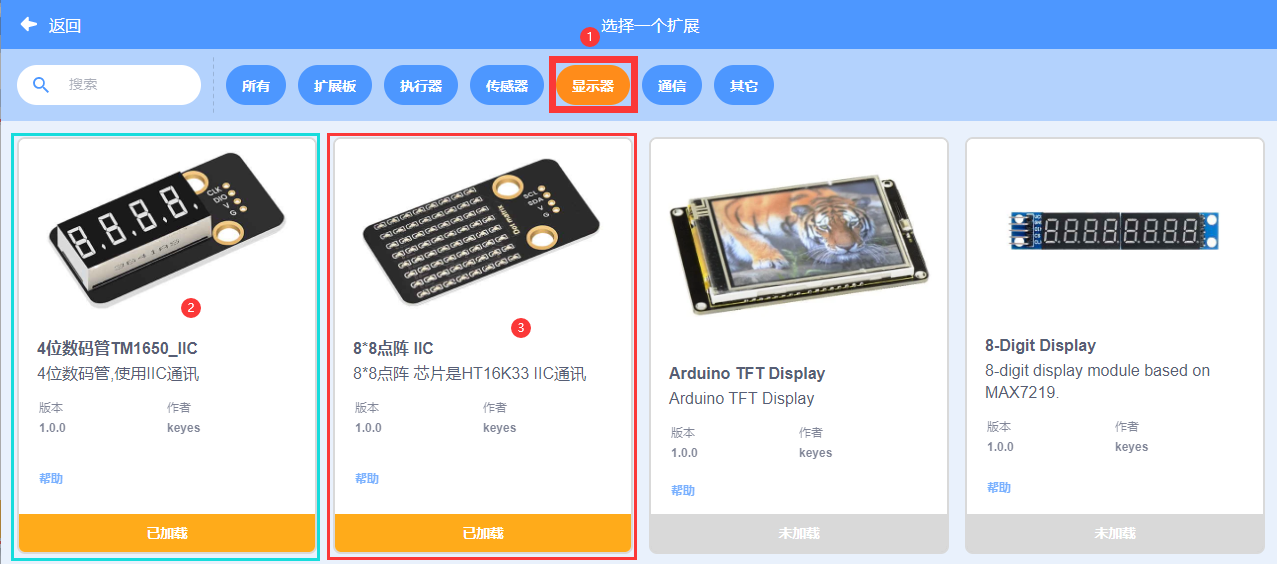 返回
选择一个扩展
1
搜索
所有
扩展板
执行器
传感器
显示器
通信
其它
CLK
DIO
V
G
2
4位数码管TM1650_IIC
4位数码管,使用IIC通讯
版本
作者
1.0.0
keyes
帮助
已加载
SCL
SDA
V
G
Dot matrix
3
8*8点阵 IIC
8*8点阵 芯片是HT16K33 IIC通讯
版本
作者
1.0.0
keyes
帮助
已加载
Arduino TFT Display
Arduino TFT Display
版本
作者
1.0.0
keyes
帮助
未加载
8-Digit Display
8-digit display module based on
MAX7219.
版本
作者
1.0.0
keyes
帮助
未加载